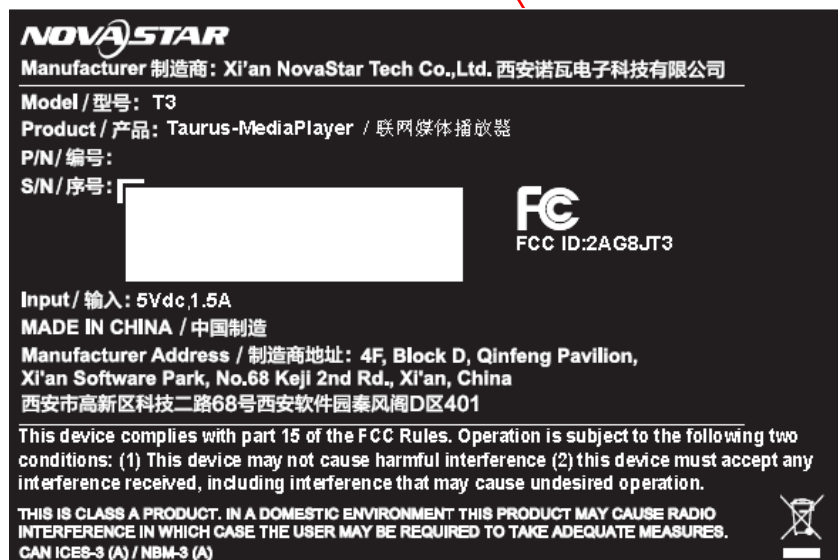 NOVASTAR
Manufacturer 制造商: Xi'an NovaStar Tech Co.,Ltd. 西安诺瓦电子科技有限公司
Model / 型号: T3
Product / 产品: Taurus-MediaPlayer / 联网媒体播放器
P/N/ 编号:
S/N / 序号:
FC
FCC ID:2AG8JT3
Input / 输入: 5Vdc,1.5A
MADE IN CHINA / 中国制造
Manufacturer Address / 制造商地址: 4F, Block D, Qinfeng Pavilion,
Xi'an Software Park, No.68 Keji 2nd Rd., Xi'an, China
西安市高新区科技二路68号西安软件园秦风阁D区401
This device complies with part 15 of the FCC Rules. Operation is subject to the following two
conditions: (1) This device may not cause harmful interference (2) this device must accept any
interference received, including interference that may cause undesired operation.
THIS IS CLASS A PRODUCT. IN A DOMESTIC ENVIRONMENT THIS PRODUCT MAY CAUSE RADIO
INTERFERENCE IN WHICH CASE THE USER MAY BE REQUIRED TO TAKE ADEQUATE MEASURES.
CAN ICES-3 (A) / NBM-3 (A)